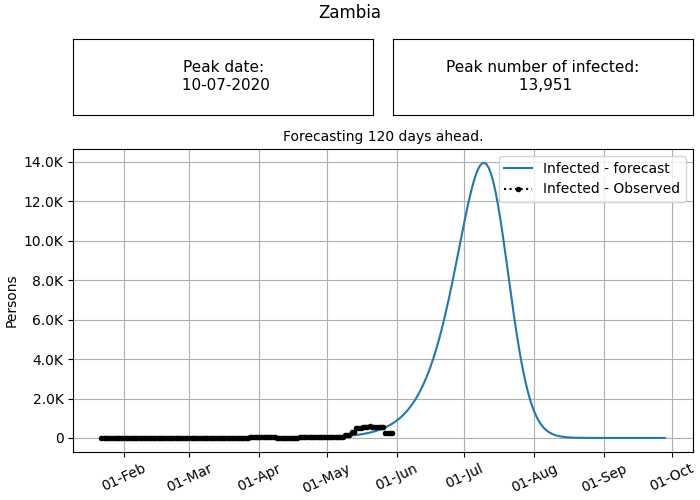 Zambia
Peak date:
10-07-2020
Peak number of infected:
13,951
Forecasting 120 days ahead.
14.0K
12.0K
10.0K
8.0K
6.0K
4.0K
2.0K
0
Persons
Infected - forecast
Infected - Observed
01-Feb
01-Mar
01-Apr
01-May
01-Jun
01-Jul
01-Aug
01-Sep
01-Oct